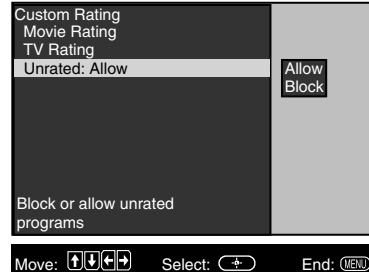 Custom Rating
Movie Rating
TV Rating
Unrated: Allow
Allow
Block
Block or allow unrated
programs
Move: Select: End: MENU